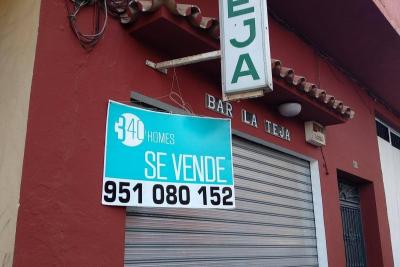 EJA
BAR LA TEJA
340
HOMES
SE VENDE
951 080 152